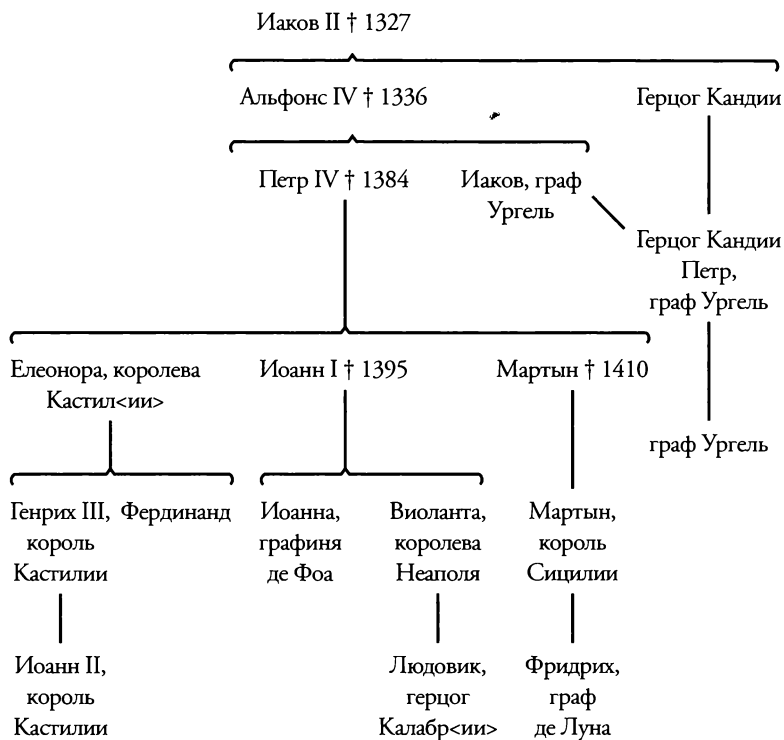 Иаков II † 1327
Альфонс IV † 1336
Герцог Кандии
Петр IV † 1384
Иаков, граф
Ургель
Герцог Кандии
Петр,
граф Ургель
Елеонора, королева
Кастил<ии>
Иоанн I † 1395
Мартын † 1410
граф Ургель
Генрих III,
король
Кастилии
Фердинанд
Иоанна,
графиня
де Фоа
Виоланта,
королева
Неаполя
Мартын,
король
Сицилии
Иоанн II,
король
Кастилии
Людовик,
герцог
Калабр<ии>
Фридрих,
граф
де Луна